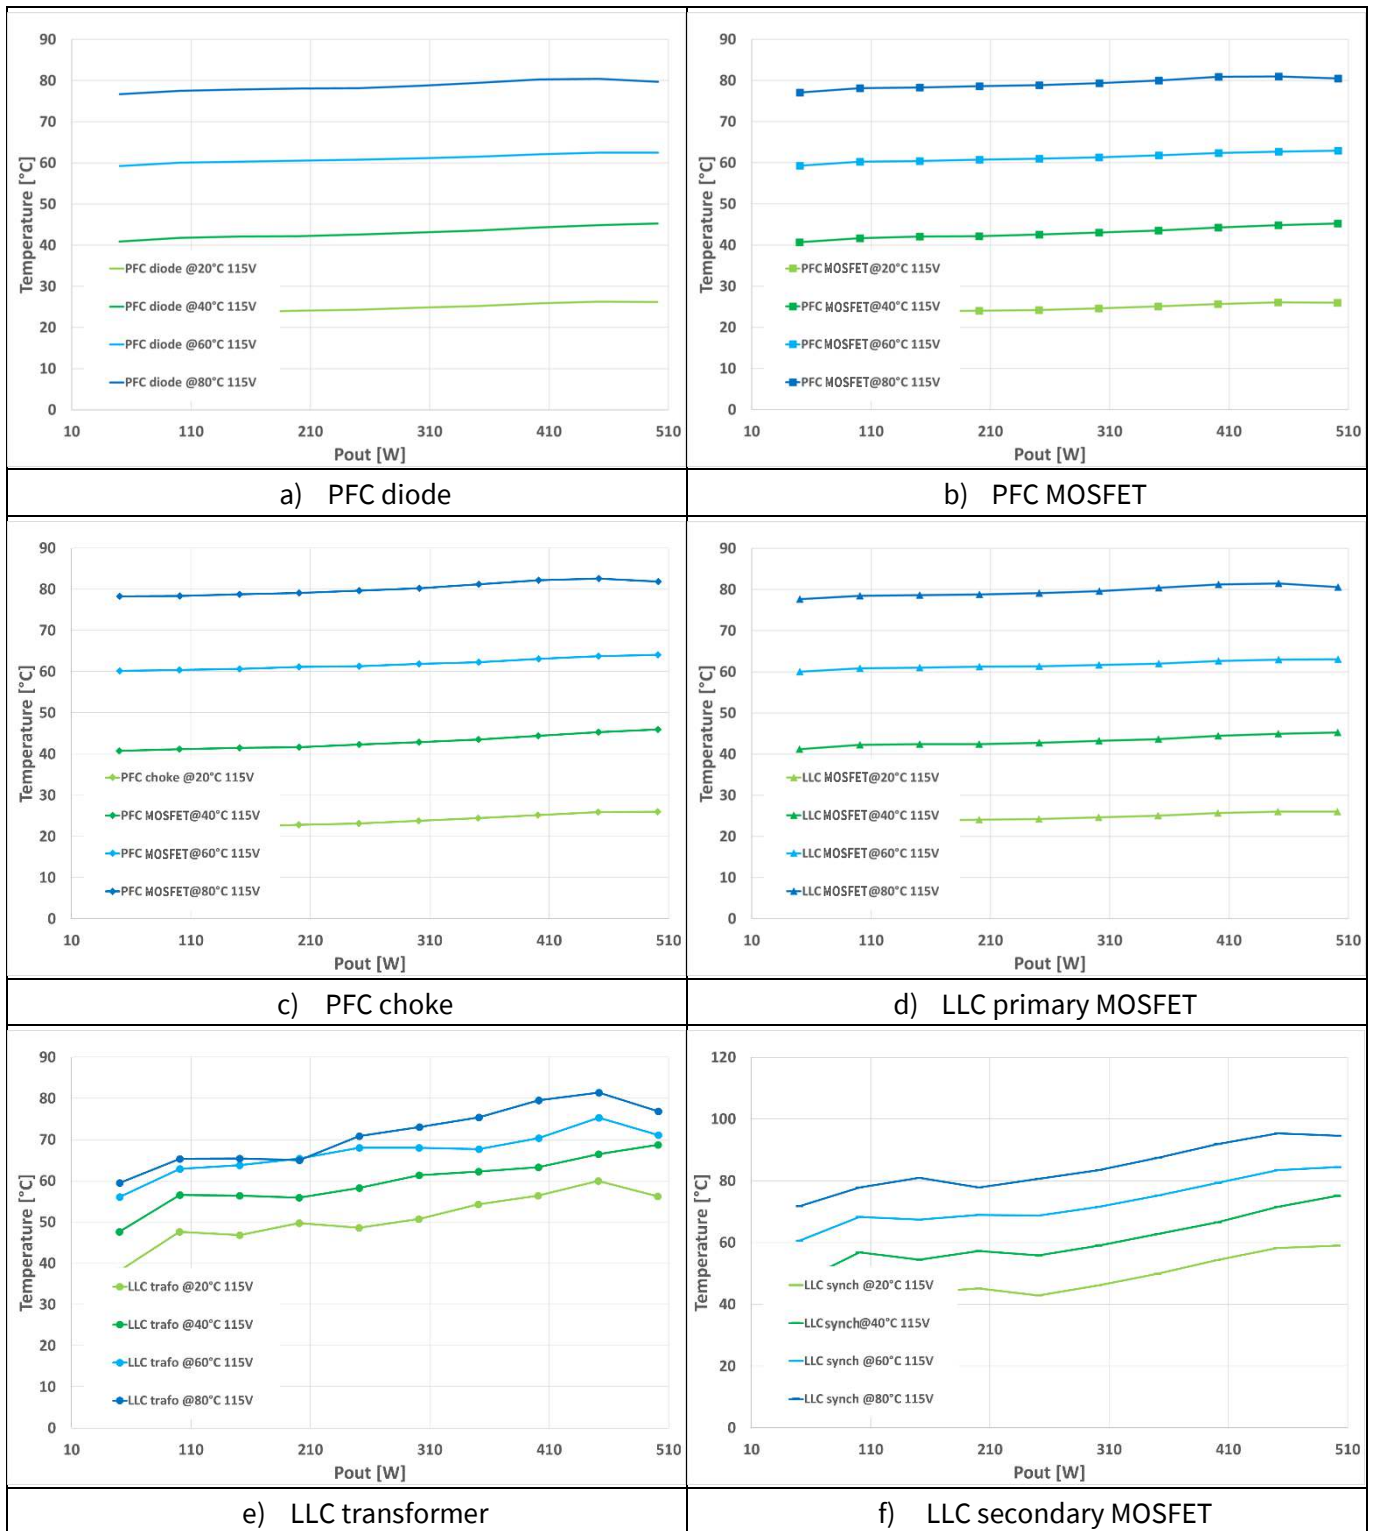 90
80
70
60
50
40
30
20
10
0
Temperature [°C]
PFC diode @20°C 115V
PFC diode @40°C 115V
PFC diode @60°C 115V
PFC diode @80°C 115V
10 110 210 310 410 510
Pout [W]
a) PFC diode
90
80
70
60
50
40
30
20
10
0
Temperature [°C]
PFC MOSFET@20°C 115V
PFC MOSFET@40°C 115V
PFC MOSFET@60°C 115V
PFC MOSFET@80°C 115V
10 110 210 310 410 510
Pout [W]
b) PFC MOSFET
90
80
70
60
50
40
30
20
10
0
Temperature [°C]
PFC choke @20°C 115V
PFC MOSFET@40°C 115V
PFC MOSFET@60°C 115V
PFC MOSFET@80°C 115V
10 110 210 310 410 510
Pout [W]
c) PFC choke
90
80
70
60
50
40
30
20
10
0
Temperature [°C]
LLC MOSFET@20°C 115V
LLC MOSFET@40°C 115V
LLC MOSFET@60°C 115V
LLC MOSFET@80°C 115V
10 110 210 310 410 510
Pout [W]
d) LLC primary MOSFET
90
80
70
60
50
40
30
20
10
0
Temperature [°C]
LLC trafo @20°C 115V
LLC trafo @40°C 115V
LLC trafo @60°C 115V
LLC trafo @80°C 115V
10 110 210 310 410 510
Pout [W]
e) LLC transformer
120
100
80
60
40
20
0
Temperature [°C]
LLC synch @20°C 115V
LLC synch@40°C 115V
LLC synch @60°C 115V
LLC synch @80°C 115V
10 110 210 310 410 510
Pout [W]
f) LLC secondary MOSFET